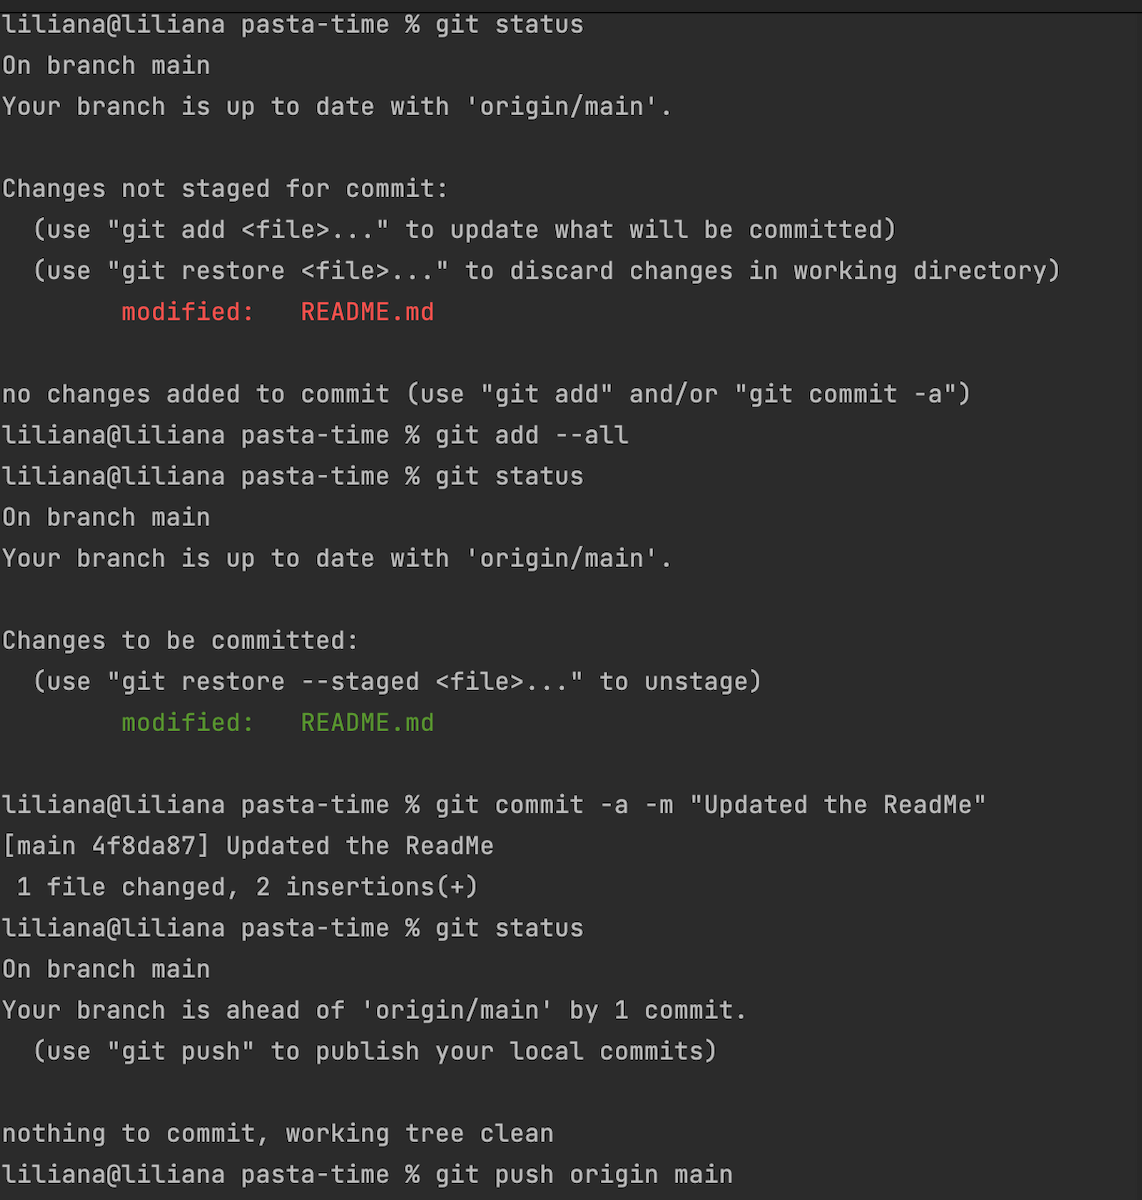 liliana@liliana pasta-time % git status
On branch main
Your branch is up to date with 'origin/main'.
Changes not staged for commit:
  (use "git add <file>..." to update what will be committed)
  (use "git restore <file>..." to discard changes in working directory)
        modified:   README.md
no changes added to commit (use "git add" and/or "git commit -a")
liliana@liliana pasta-time % git add --all
liliana@liliana pasta-time % git status
On branch main
Your branch is up to date with 'origin/main'.
Changes to be committed:
  (use "git restore --staged <file>..." to unstage)
        modified:   README.md
liliana@liliana pasta-time % git commit -a -m "Updated the ReadMe"
[main 4f8da87] Updated the ReadMe
 1 file changed, 2 insertions(+)
liliana@liliana pasta-time % git status
On branch main
Your branch is ahead of 'origin/main' by 1 commit.
  (use "git push" to publish your local commits)
nothing to commit, working tree clean
liliana@liliana pasta-time % git push origin main